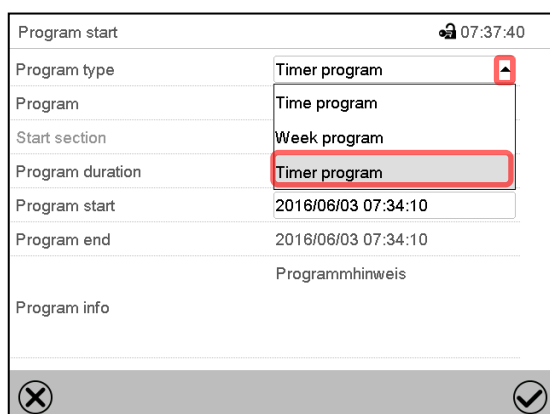 Program start 07:37:40
Program type Timer program
Program Time program
Start section Week program
Program duration Timer program
Program start 2016/06/03 07:34:10
Program end 2016/06/03 07:34:10
Programmhinweis
Program info